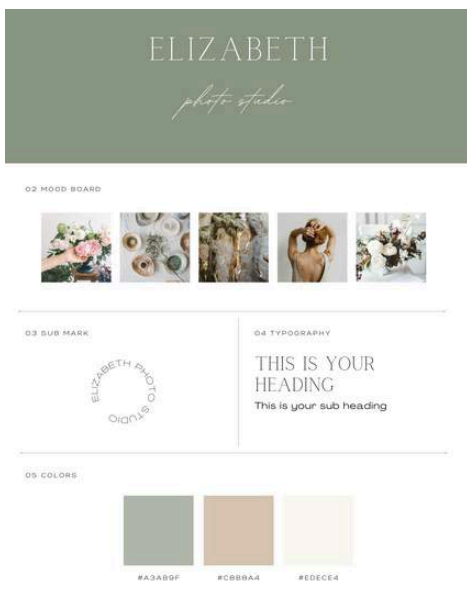 ELIZABETH
photo studio
02 MOOD BOARD
03 SUB MARK
ELIZABETH PHOTO STUDIO
04 TYPOGRAPHY
THIS IS YOUR
HEADING
This is your sub heading
05 COLORS
#A3AB9F
#CBBBA4
#EDECE4